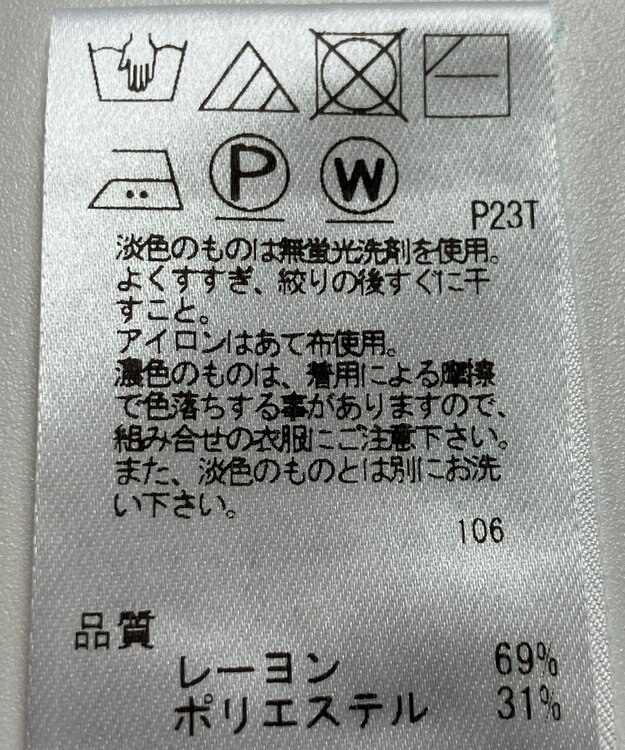 P
W
P23T
淡色のものは無蛍光洗剤を使用。
よくすすぎ、絞りの後すぐに干
すこと。
アイロンはあて布使用。
濃色のものは、着用による摩擦
で色落ちする事がありますので、
組み合せの衣服にご注意下さい。
また、淡色のものとは別にお洗
い下さい。
106
品質
レーヨン 69%
ポリエステル 31%